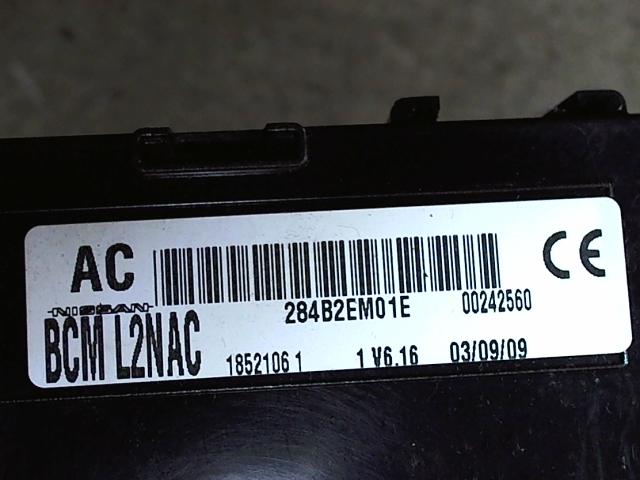 AC
CE
NISSAN
284B2EM01E 00242560
BCM L2NAC
1852106 1 1 V6.16 03/09/09